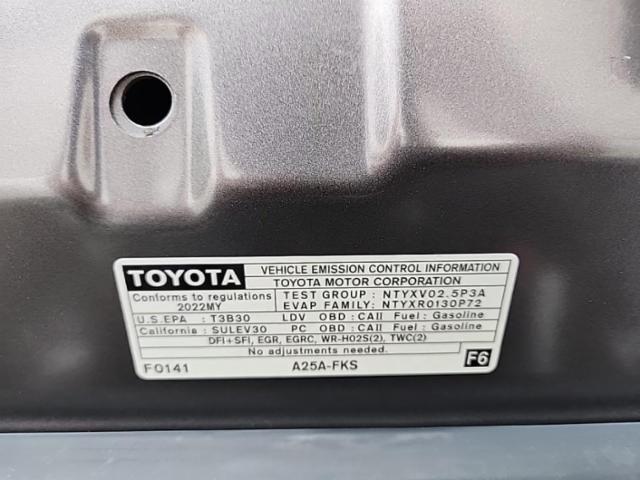 TOYOTA
VEHICLE EMISSION CONTROL INFORMATION
TOYOTA MOTOR CORPORATION
Conforms to regulations
2022MY
TEST GROUP : NTYXV02.5P3A
EVAP FAMILY: NTYXR0130P72
U.S.EPA : T3B30 LDV OBD : CAII Fuel : Gasoline
California : SULEV30 PC OBD : CAII Fuel : Gasoline
DFI+SFI, EGR, EGRC, WR-HO2S(2), TWC(2)
No adjustments needed.
F0141 A25A-FKS F6